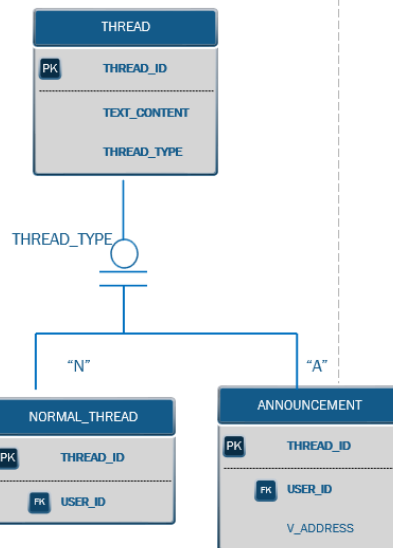 THREAD
PK THREAD_ID
TEXT_CONTENT
THREAD_TYPE
THREAD_TYPE
“N”
“A”
NORMAL_THREAD
PK THREAD_ID
FK USER_ID
ANNOUNCEMENT
PK THREAD_ID
FK USER_ID
V_ADDRESS